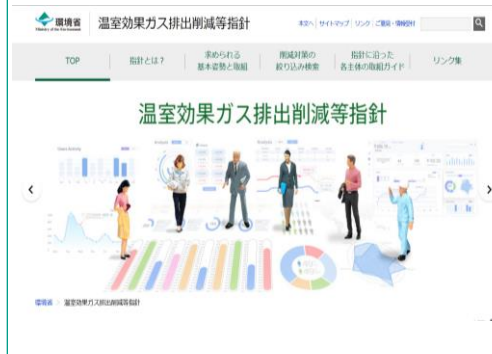 環境省
Ministry of the Environment
温室効果ガス排出削減等指針
本文へ サイトマップ リンク ご意見・情報受付
TOP
指針とは?
求められる
基本姿勢と取組
削減対策の
絞り込み検索
指針に沿った
各主体の取組ガイド
リンク集
温室効果ガス排出削減等指針
環境省 温室効果ガス排出削減等指針